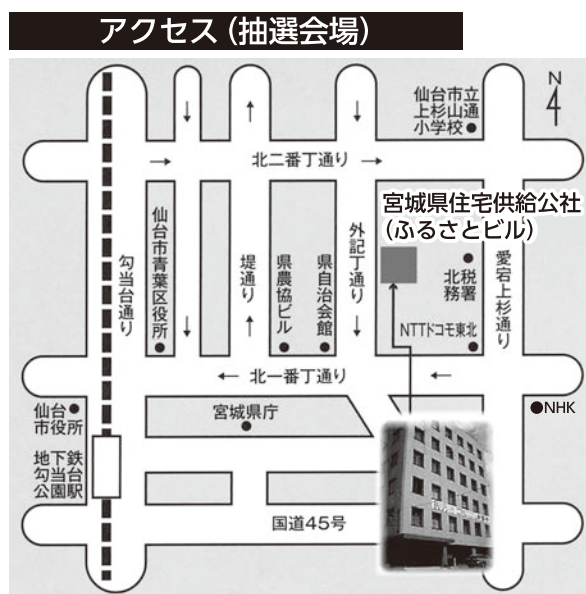 アクセス(抽選会場)
N
仙台市立
上杉山通
小学校
北二番丁通り
宮城県住宅供給公社
(ふるさとビル)
勾当台通り
仙台市青葉区役所
堤通り
県農協ビル
県自治会館
外記丁通り
北税務署
愛宕上杉通り
NTTドコモ東北
北一番丁通り
仙台
市役所
宮城県庁
NHK
地下鉄
勾当台
公園駅
国道45号